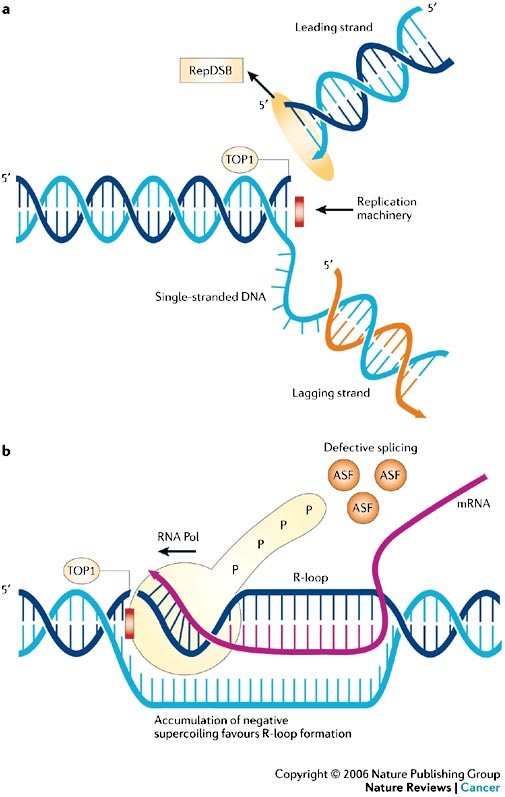 a
5′
Leading strand
RepDSB
5′
TOP1
5′
Replication
machinery
5′
Single-stranded DNA
Lagging strand
b
Defective splicing
ASF
ASF
ASF
mRNA
P
P
P
P
RNA Pol
TOP1
R-loop
5′
Accumulation of negative
supercoiling favours R-loop formation
Copyright © 2006 Nature Publishing Group
Nature Reviews | Cancer